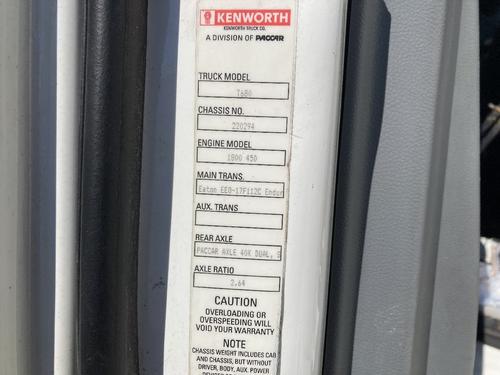 KENWORTH
KENWORTH TRUCK CO.
A DIVISION OF PACCAR
TRUCK MODEL
T680
CHASSIS NO.
220294
ENGINE MODEL
1800 450
MAIN TRANS.
Eaton EEO-17F112C Endur
AUX. TRANS
REAR AXLE
PACCAR AXLE 40K DUAL,
AXLE RATIO
2.64
CAUTION
OVERLOADING OR
OVERSPEEDING WILL
VOID YOUR WARRANTY
NOTE
CHASSIS WEIGHT INCLUDES CAB
AND CHASSIS, BUT WITHOUT
DRIVER, BODY, AUX. POWER